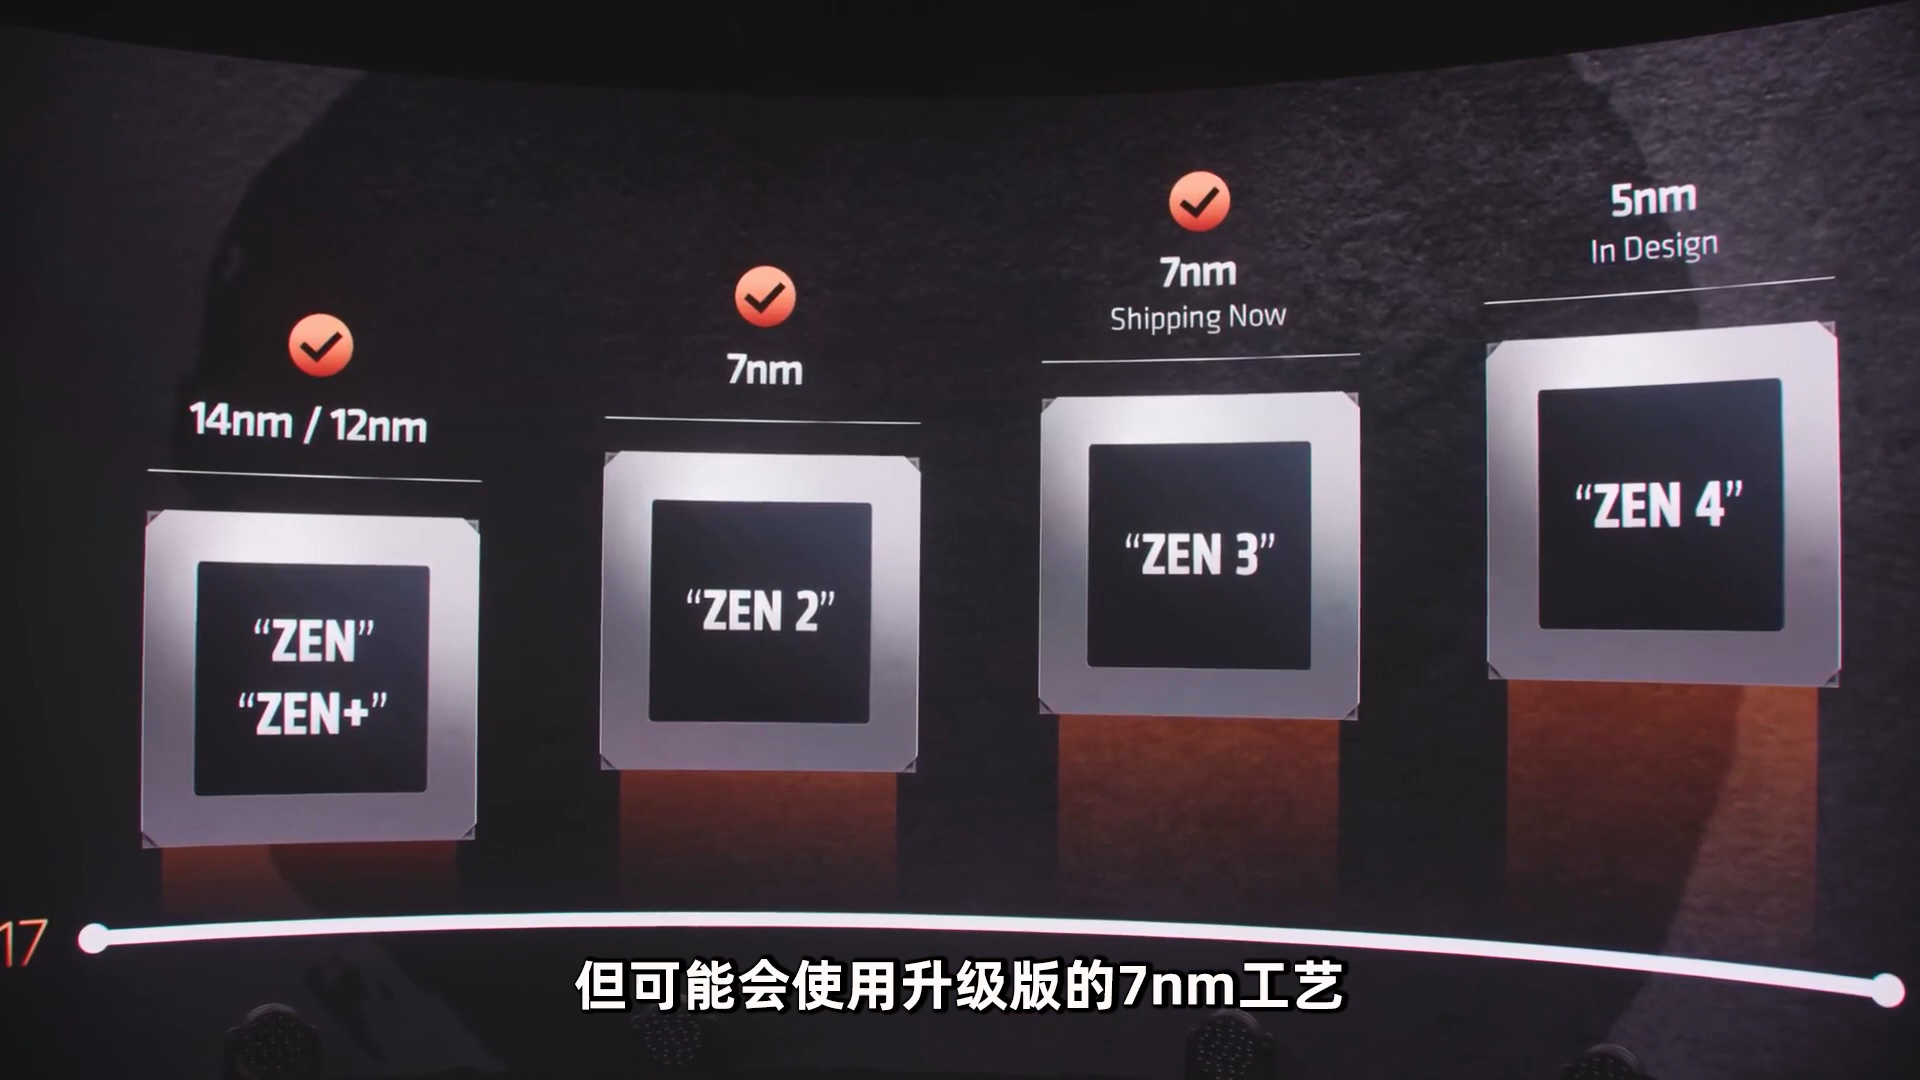 14nm / 12nm
“ZEN”
“ZEN+”
7nm
“ZEN 2”
7nm
Shipping Now
“ZEN 3”
5nm
In Design
“ZEN 4”
17
但可能会使用升级版的7nm工艺